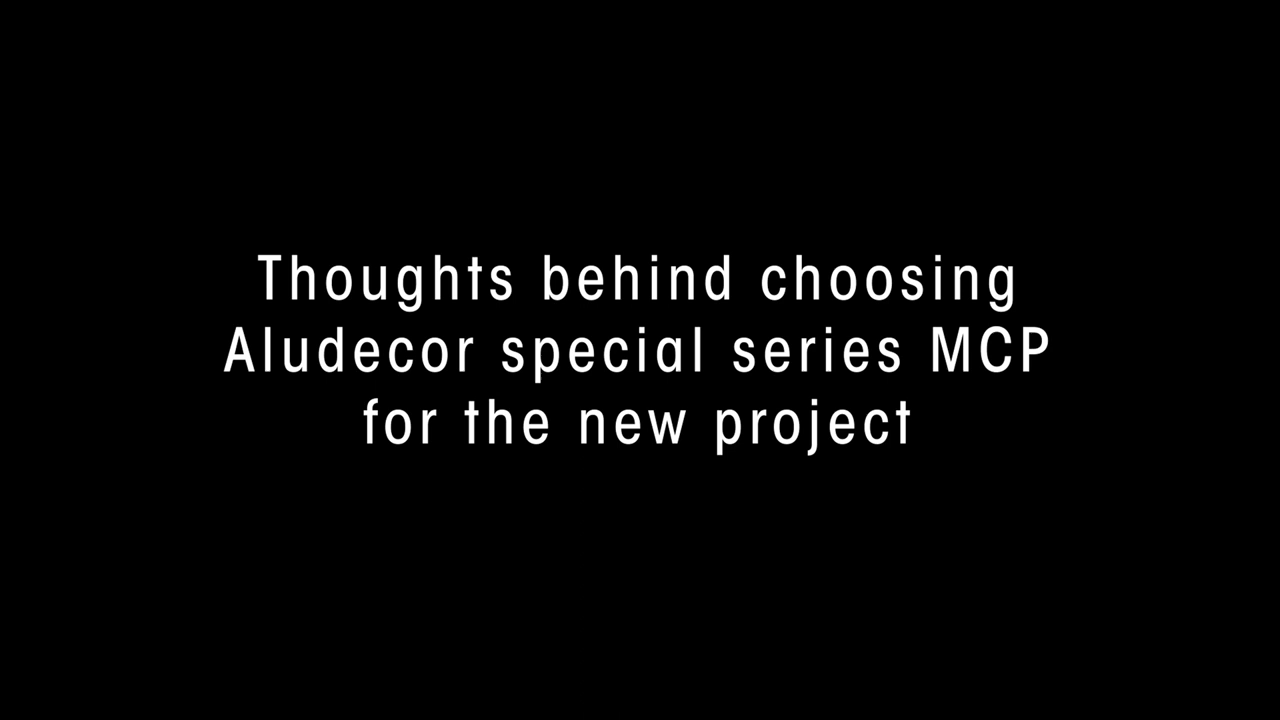 Thoughts behind choosing
Aludecor special series MCP
for the new project